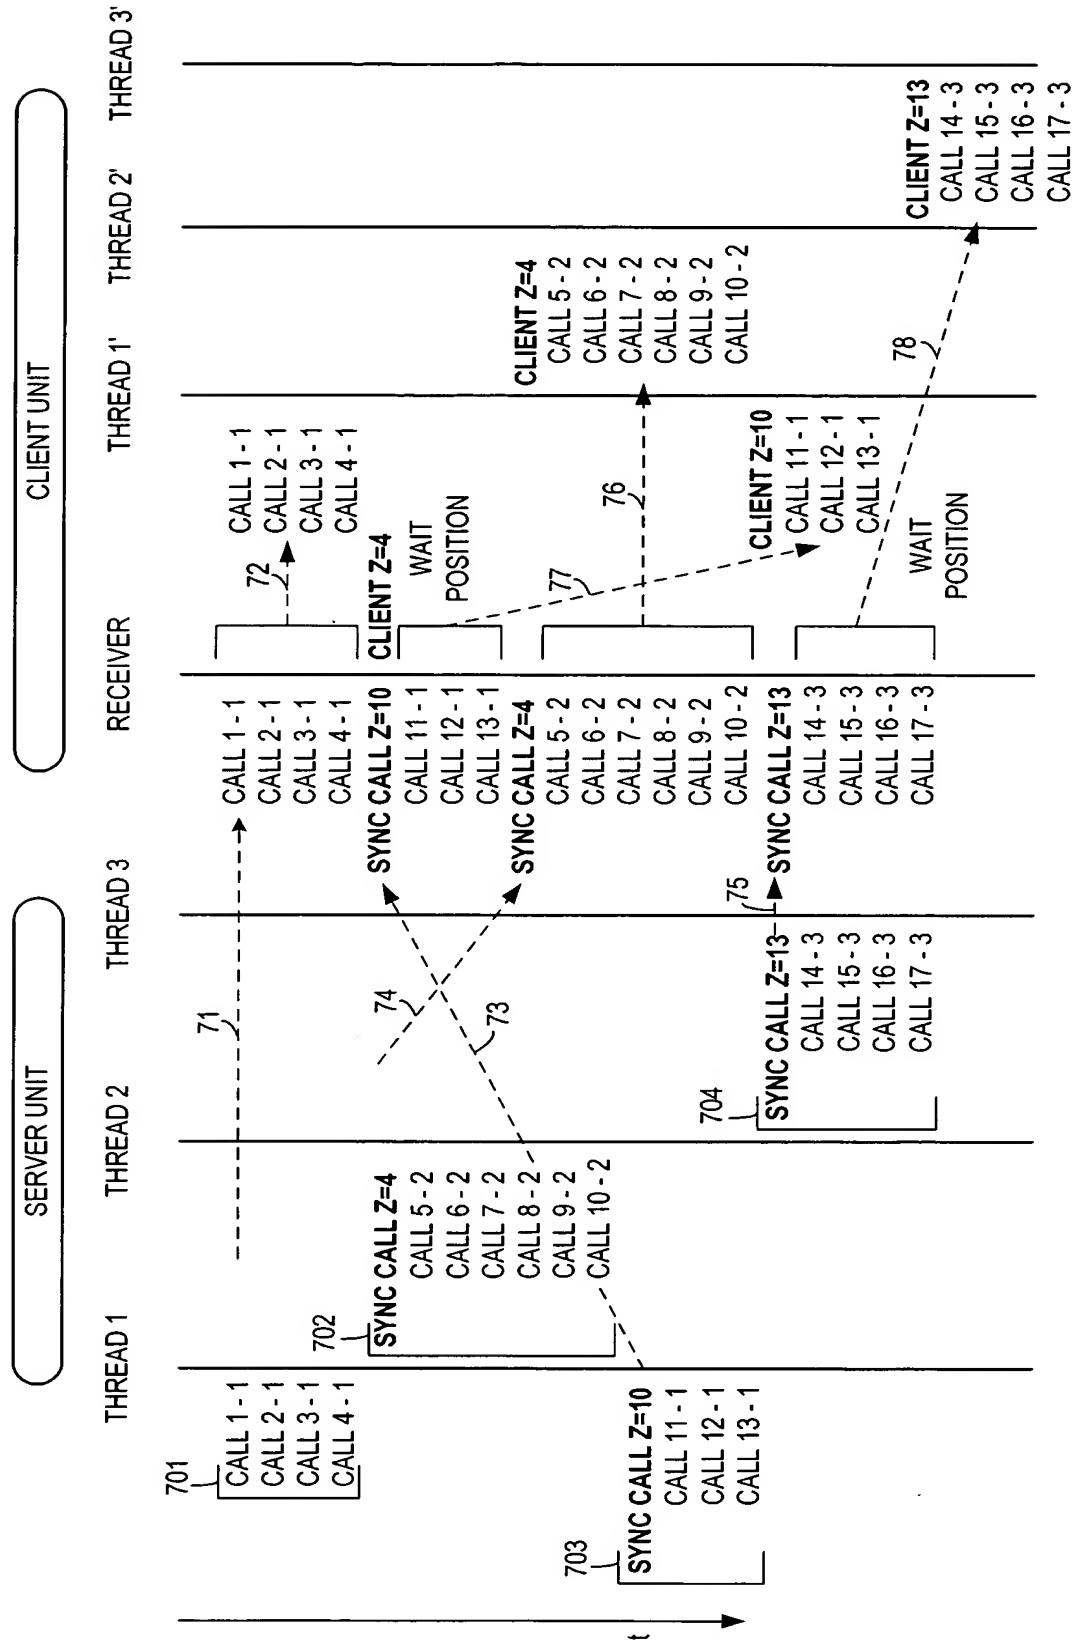 SERVER UNIT
CLIENT UNIT
THREAD 1
THREAD 2
THREAD 3
RECEIVER
THREAD 1'
THREAD 2'
THREAD 3'
t
701
CALL 1 - 1
CALL 2 - 1
CALL 3 - 1
CALL 4 - 1
703
SYNC CALL Z=10
CALL 11 - 1
CALL 12 - 1
CALL 13 - 1
702
SYNC CALL Z=4
CALL 5 - 2
CALL 6 - 2
CALL 7 - 2
CALL 8 - 2
CALL 9 - 2
CALL 10 - 2
71
74
73
704
SYNC CALL Z=13
CALL 14 - 3
CALL 15 - 3
CALL 16 - 3
CALL 17 - 3
75
CALL 1 - 1
CALL 2 - 1
CALL 3 - 1
CALL 4 - 1
SYNC CALL Z=10
CALL 11 - 1
CALL 12 - 1
CALL 13 - 1
SYNC CALL Z=4
CALL 5 - 2
CALL 6 - 2
CALL 7 - 2
CALL 8 - 2
CALL 9 - 2
CALL 10 - 2
SYNC CALL Z=13
CALL 14 - 3
CALL 15 - 3
CALL 16 - 3
CALL 17 - 3
72
CALL 1 - 1
CALL 2 - 1
CALL 3 - 1
CALL 4 - 1
CLIENT Z=4
WAIT
POSITION
77
76
CLIENT Z=10
CALL 11 - 1
CALL 12 - 1
CALL 13 - 1
WAIT
POSITION
CLIENT Z=4
CALL 5 - 2
CALL 6 - 2
CALL 7 - 2
CALL 8 - 2
CALL 9 - 2
CALL 10 - 2
78
CLIENT Z=13
CALL 14 - 3
CALL 15 - 3
CALL 16 - 3
CALL 17 - 3